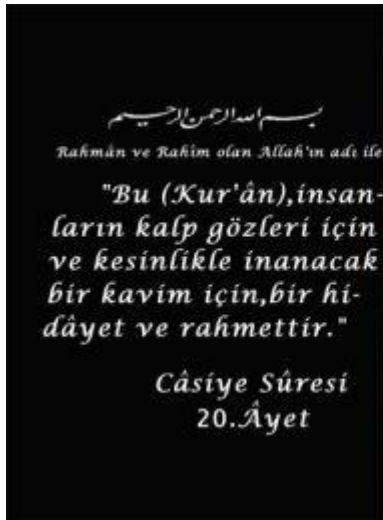 بسم الله الرحمن الرحيم
Rahmân ve Rahîm olan Allah'ın adı ile
"Bu (Kur'ân),insan-
ların kalp gözleri için
ve kesinlikle inanacak
bir kavim için,bir hi-
dâyet ve rahmettir."
Câsiye Sûresi
20.Âyet